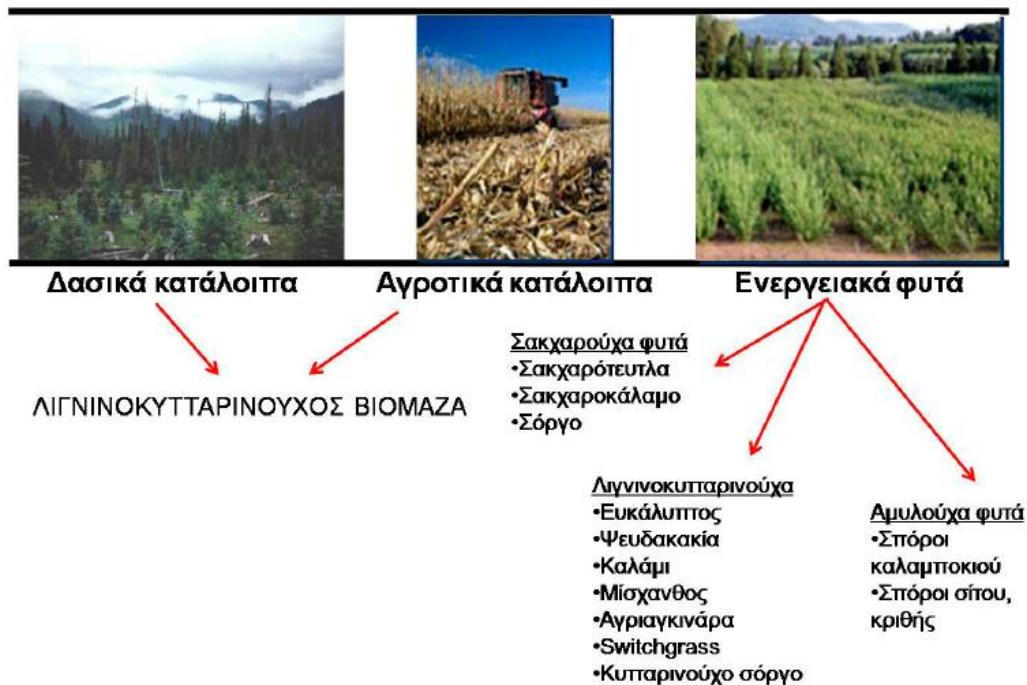 Δασικά κατάλοιπα
Αγροτικά κατάλοιπα
Ενεργειακά φυτά
ΛΙΓΝΙΝΟΚΥΤΤΑΡΙΝΟΥΧΟΣ ΒΙΟΜΑΖΑ
Σακχαρούχα φυτά
•Σακχαρότευτλα
•Σακχαροκάλαμο
•Σόργο
Λιγνινοκυτταρινούχα
•Ευκάλυπτος
•Ψευδακακία
•Καλάμι
•Μίσχανθος
•Αγριαγκινάρα
•Switchgrass
•Κυτταρινούχο σόργο
Αμυλούχα φυτά
•Σπόροι
καλαμποκιού
•Σπόροι σίτου,
κριθής